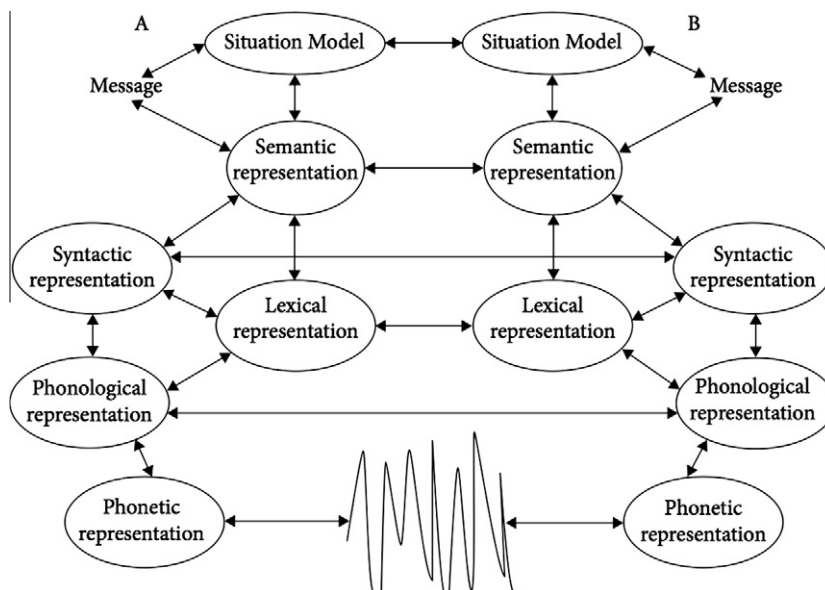 A
B
Situation Model
Situation Model
Message
Message
Semantic
representation
Semantic
representation
Syntactic
representation
Syntactic
representation
Lexical
representation
Lexical
representation
Phonological
representation
Phonological
representation
Phonetic
representation
Phonetic
representation